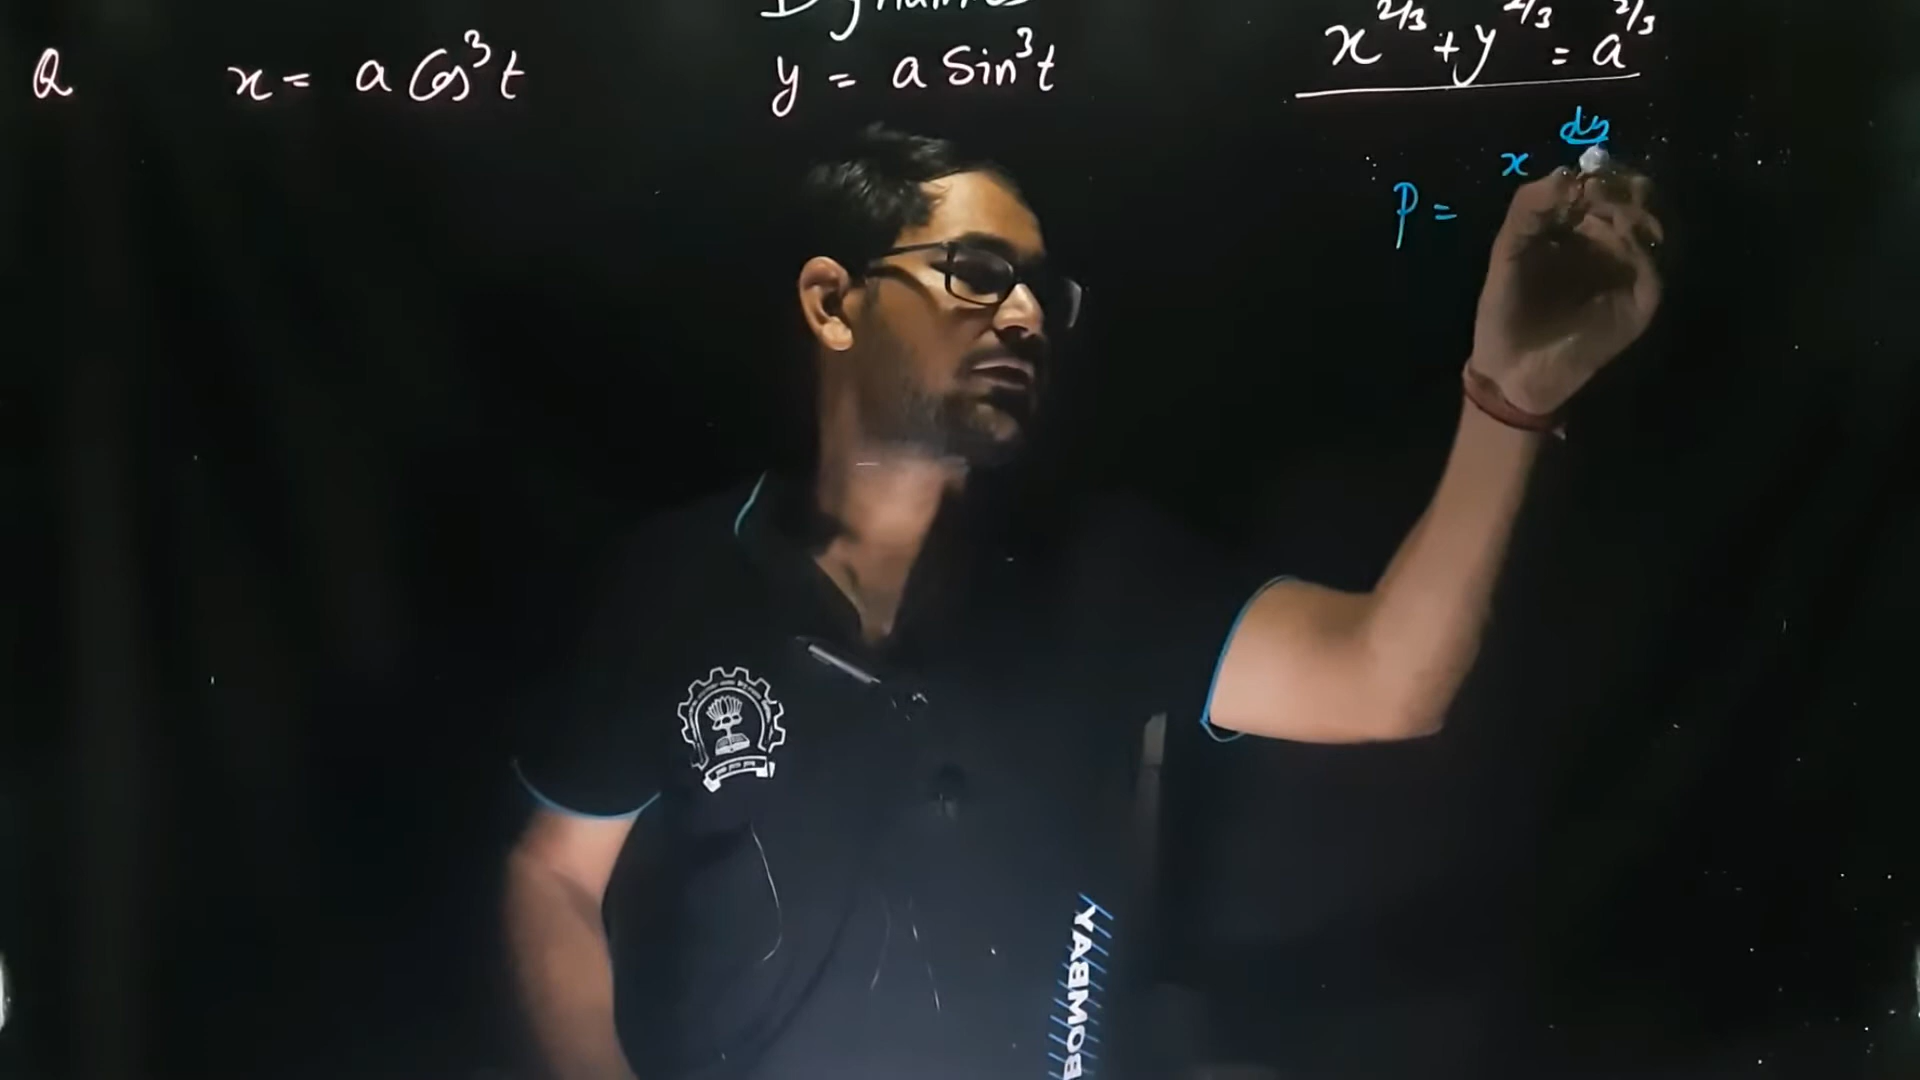 Q x = a Cos³t y = a Sin³t x^2/3 + y^2/3 = a^2/3
x dy
P =
BOMBAY